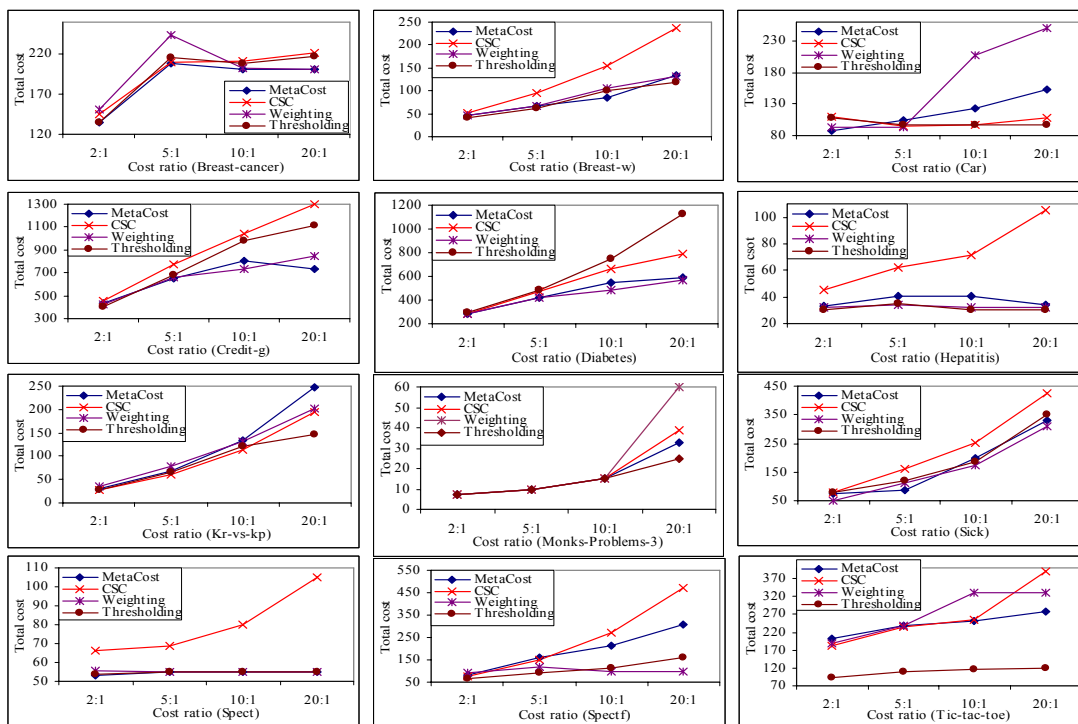 Total cost
220
170
120
MetaCost
CSC
Weighting
Thresholding
2:1 5:1 10:1 20:1
Cost ratio (Breast-cancer)
Total cost
250
200
150
100
50
0
MetaCost
CSC
Weighting
Thresholding
2:1 5:1 10:1 20:1
Cost ratio (Breast-w)
Total cost
230
180
130
80
MetaCost
CSC
Weighting
Thresholding
2:1 5:1 10:1 20:1
Cost ratio (Car)
Total cost
1300
1100
900
700
500
300
MetaCost
CSC
Weighting
Thresholding
2:1 5:1 10:1 20:1
Cost ratio (Credit-g)
Total cost
1200
1000
800
600
400
200
MetaCost
CSC
Weighting
Thresholding
2:1 5:1 10:1 20:1
Cost ratio (Diabetes)
Total csot
100
80
60
40
20
MetaCost
CSC
Weighting
Thesholding
2:1 5:1 10:1 20:1
Cost ratio (Hepatitis)
Total cost
250
200
150
100
50
0
MetaCost
CSC
Weighting
Thresholding
2:1 5:1 10:1 20:1
Cost ratio (Kr-vs-kp)
Total cost
60
50
40
30
20
10
0
MetaCost
CSC
Weighting
Thresholding
2:1 5:1 10:1 20:1
Cost ratio (Monks-Problems-3)
Total cost
450
350
250
150
50
MetaCost
CSC
Weighting
Thresholding
2:1 5:1 10:1 20:1
Cost ratio (Sick)
Total cost
110
100
90
80
70
60
50
MetaCost
CSC
Weighting
Thresholding
2:1 5:1 10:1 20:1
Cost ratio (Spect)
Total cost
550
450
350
250
150
50
MetaCost
CSC
Weighting
Thresholding
2:1 5:1 10:1 20:1
Cost ratio (Spectf)
Total cost
370
320
270
220
170
120
70
MetaCost
CSC
Weighting
Thresholding
2:1 5:1 10:1 20:1
Cost ratio (Tic-tac-toe)